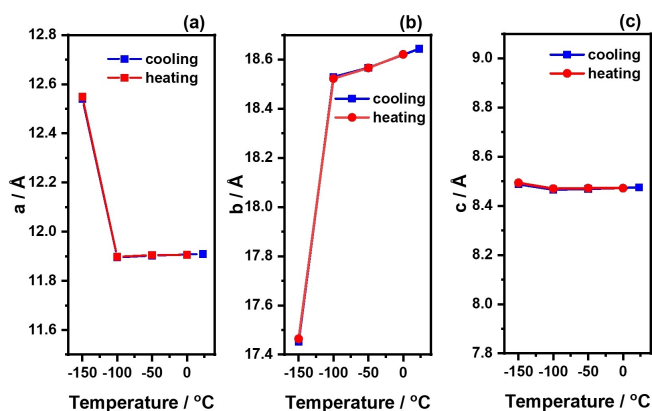 (a)
12.8
12.6
12.4
12.2
12.0
11.8
11.6
a / Å
cooling
heating
-150 -100 -50 0
Temperature / °C
(b)
18.6
18.4
18.2
18.0
17.8
17.6
17.4
b / Å
cooling
heating
-150 -100 -50 0
Temperature / °C
(c)
9.0
8.8
8.6
8.4
8.2
8.0
7.8
c / Å
cooling
heating
-150 -100 -50 0
Temperature / °C